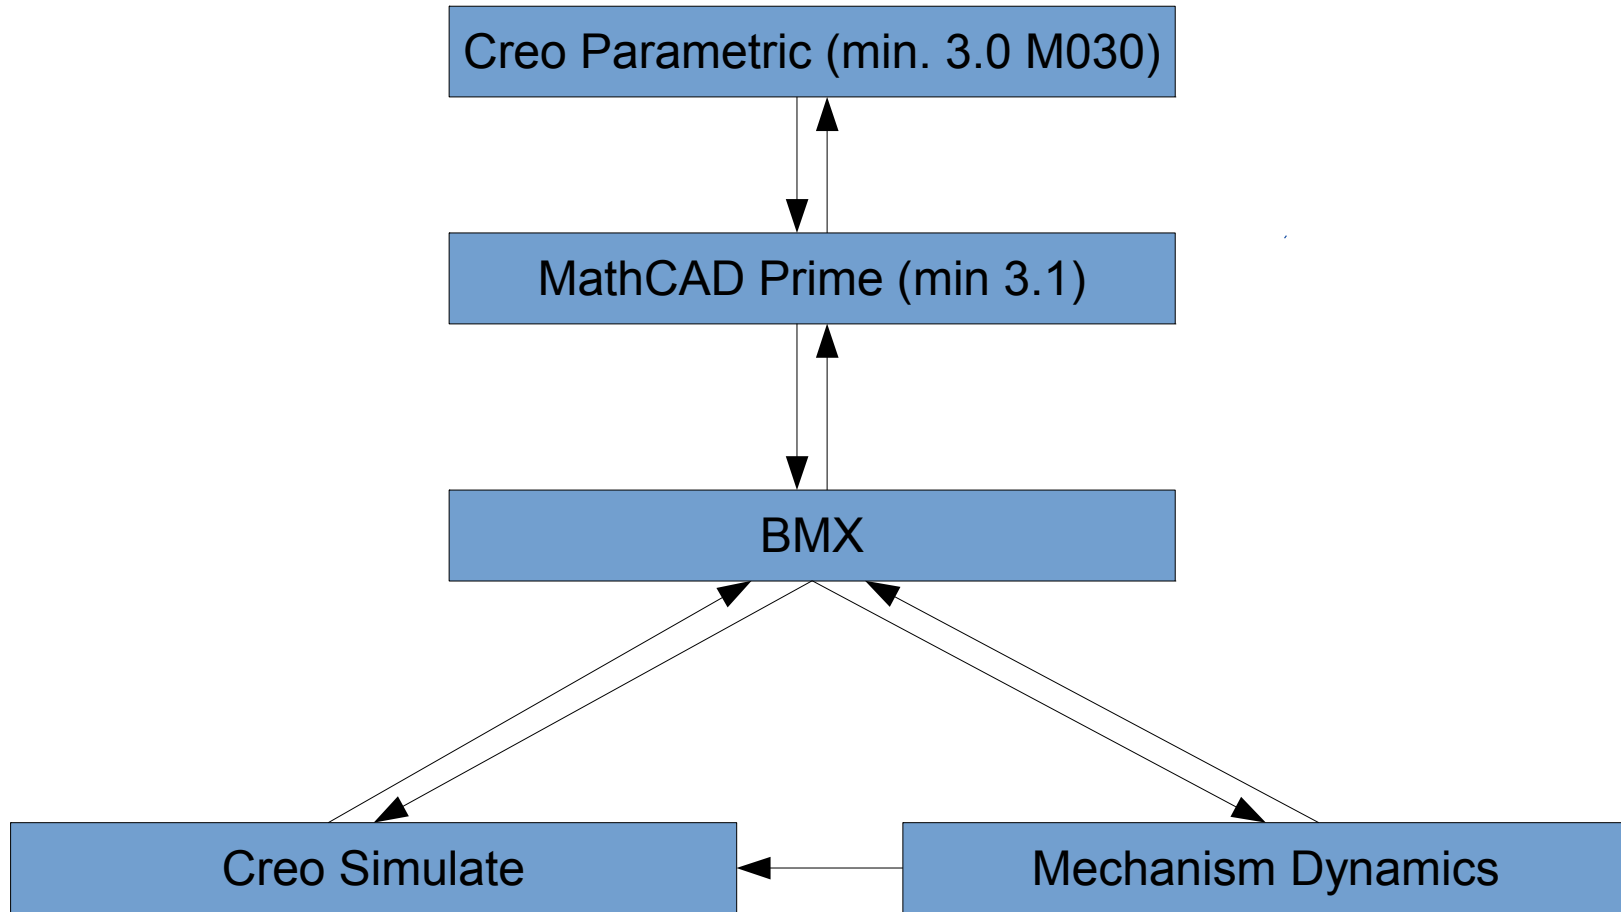 Creo Parametric (min. 3.0 M030)
MathCAD Prime (min 3.1)
BMX
Creo Simulate
Mechanism Dynamics